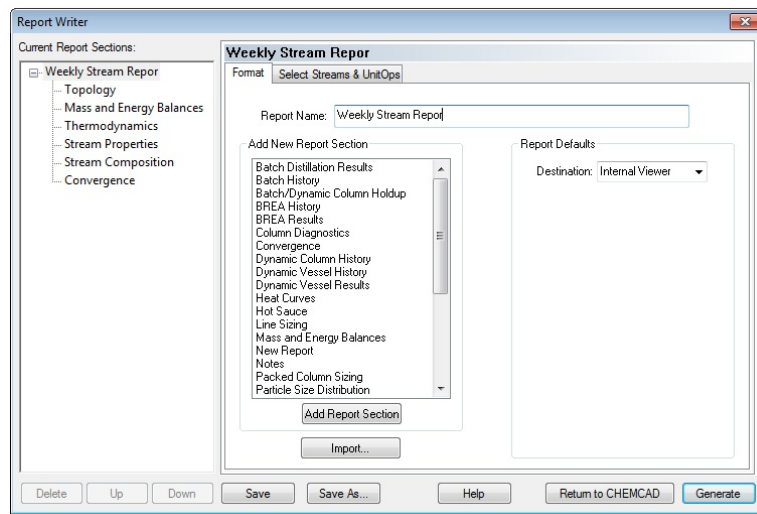 Report Writer
Current Report Sections:
Weekly Stream Repor
Topology
Mass and Energy Balances
Thermodynamics
Stream Properties
Stream Composition
Convergence
Weekly Stream Repor
Format Select Streams & UnitOps
Report Name: Weekly Stream Repor
Add New Report Section
Batch Distillation Results
Batch History
Batch/Dynamic Column Holdup
BREA History
BREA Results
Column Diagnostics
Convergence
Dynamic Column History
Dynamic Vessel History
Dynamic Vessel Results
Heat Curves
Hot Sauce
Line Sizing
Mass and Energy Balances
New Report
Notes
Packed Column Sizing
Particle Size Distribution
Add Report Section
Import...
Report Defaults
Destination: Internal Viewer
Delete Up Down Save Save As... Help Return to CHEMCAD Generate